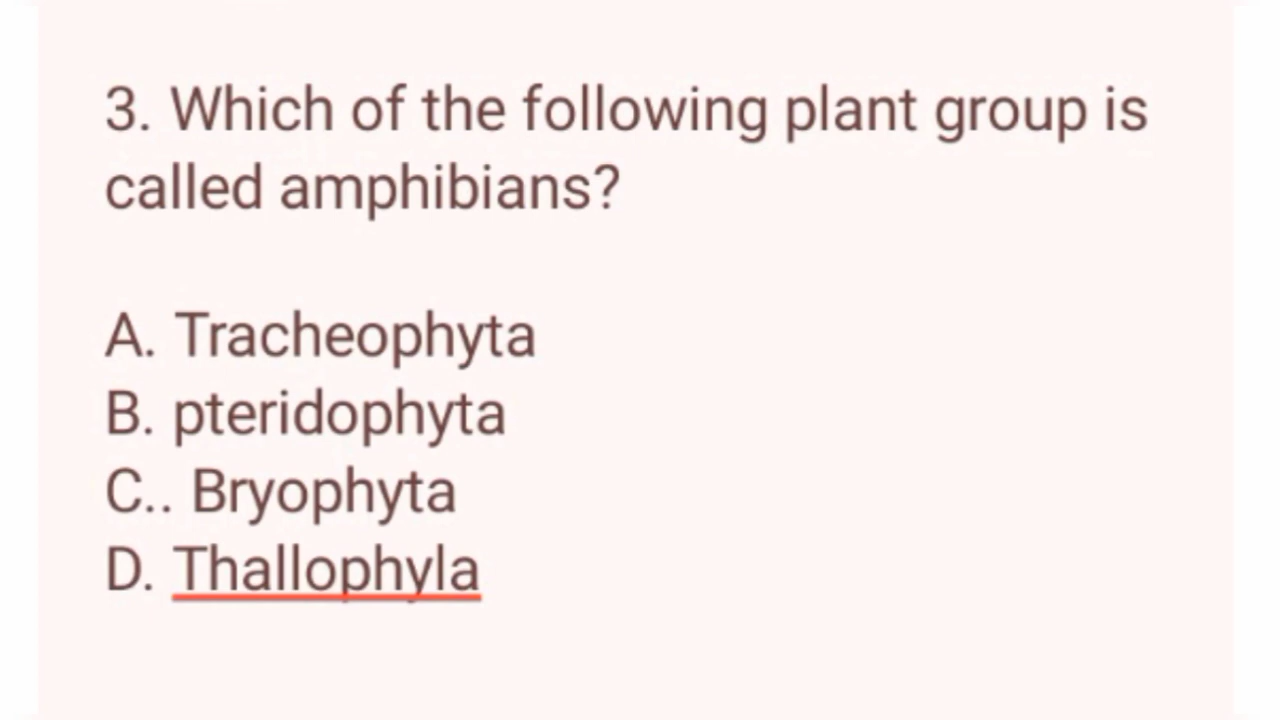 3. Which of the following plant group is
called amphibians?
A. Tracheophyta
B. pteridophyta
C.. Bryophyta
D. Thallophyla